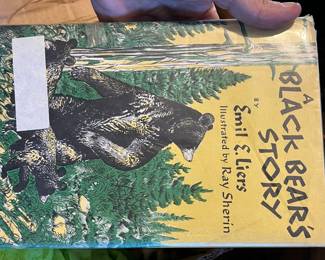 A
BLACK BEAR'S
STORY
BY
Emil E. Liers
Illustrated by Ray Sherin